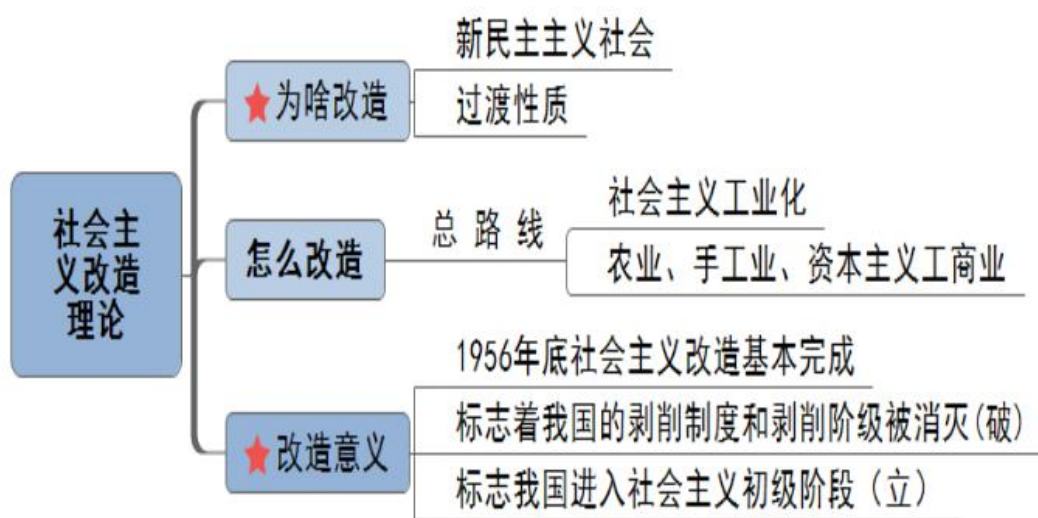 社会主
义改造
理论
为啥改造
新民主主义社会
过渡性质
怎么改造
总路线
社会主义工业化
农业、手工业、资本主义工商业
改造意义
1956年底社会主义改造基本完成
标志着我国的剥削制度和剥削阶级被消灭(破)
标志我国进入社会主义初级阶段（立）